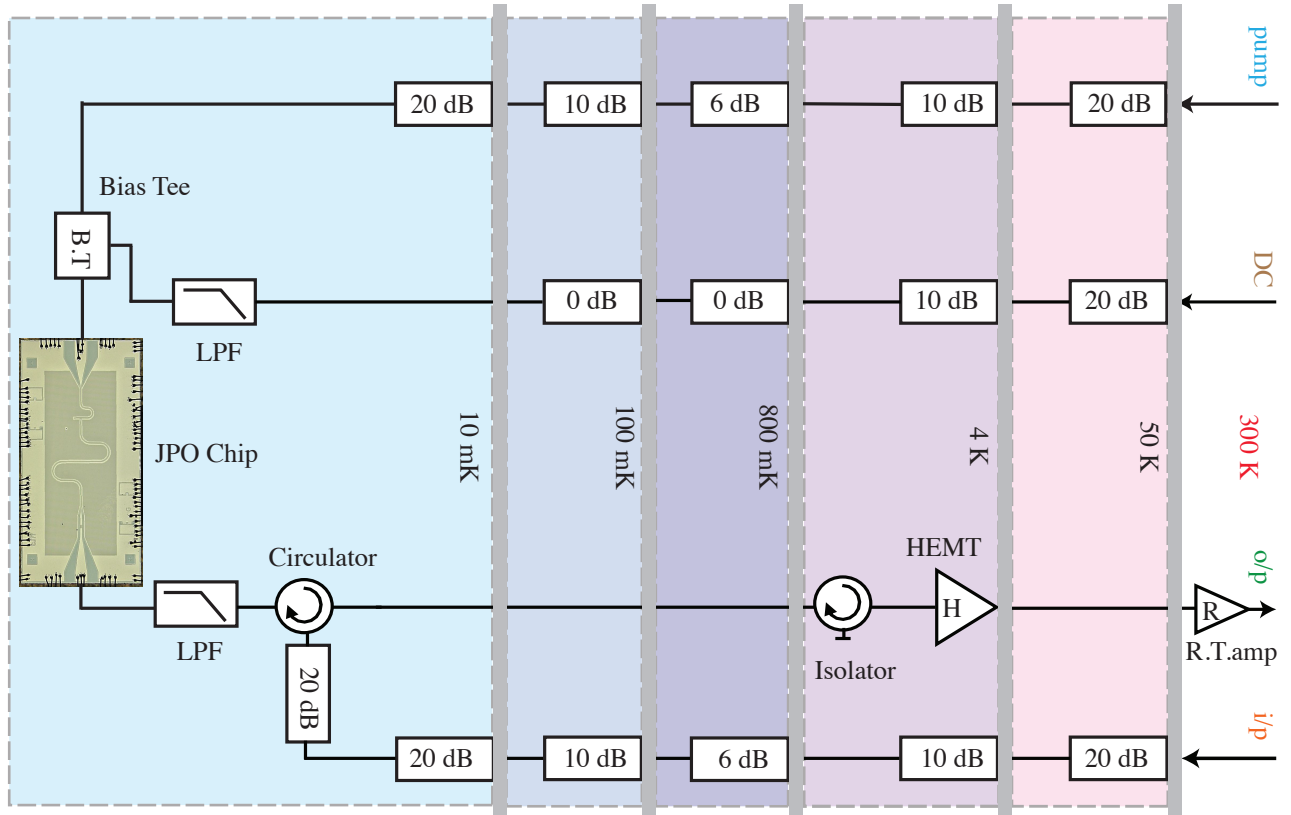 pump
20 dB
10 dB
6 dB
10 dB
20 dB
Bias Tee
B.T
DC
0 dB
0 dB
10 dB
20 dB
LPF
JPO Chip
10 mK
100 mK
800 mK
4 K
50 K
300 K
Circulator
HEMT
o/p
H
R
LPF
Isolator
R.T.amp
20 dB
i/p
20 dB
10 dB
6 dB
10 dB
20 dB